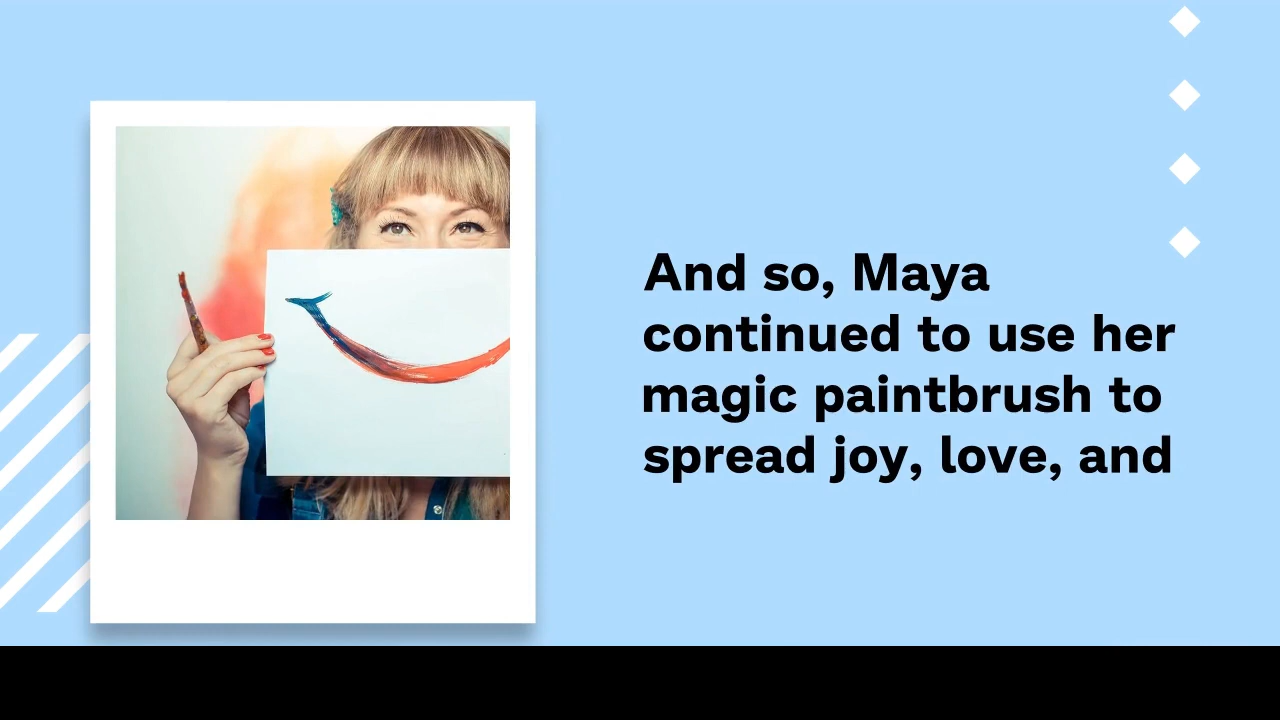 And so, Maya
continued to use her
magic paintbrush to
spread joy, love, and